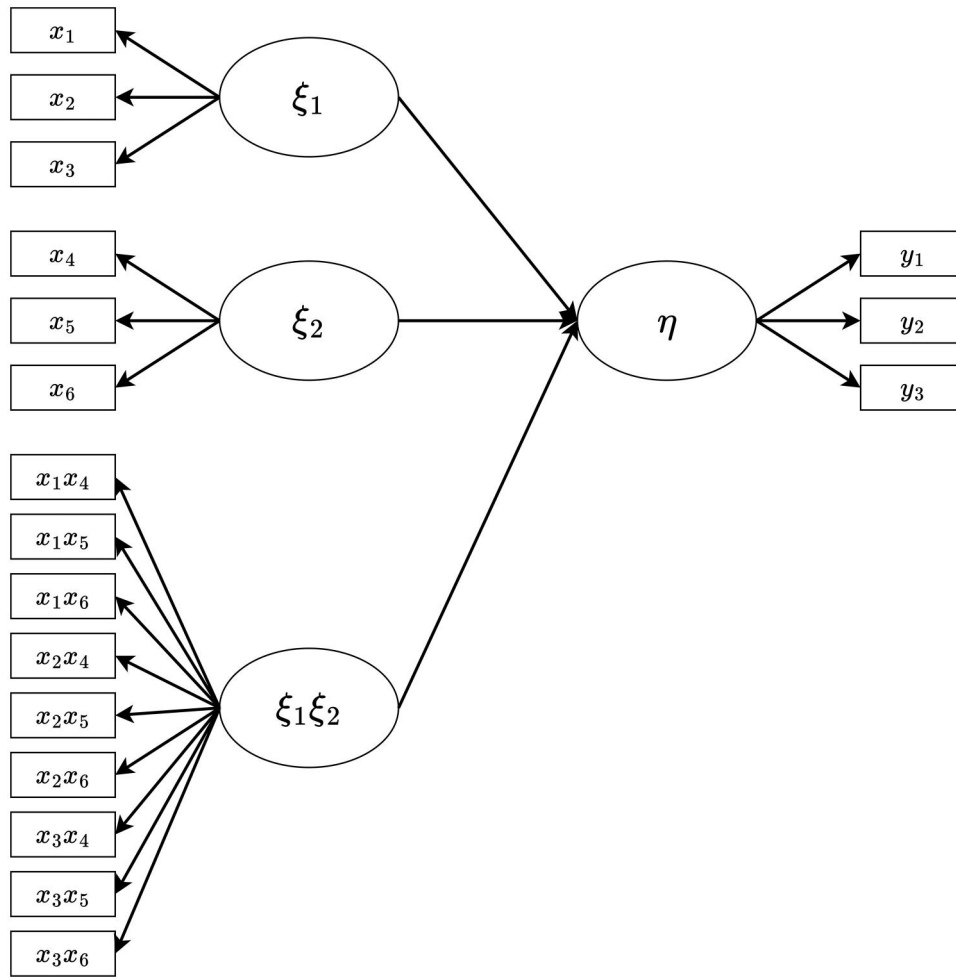 x₁
x₂
x₃
ξ₁
x₄
x₅
x₆
ξ₂
η
y₁
y₂
y₃
x₁x₄
x₁x₅
x₁x₆
x₂x₄
x₂x₅
x₂x₆
x₃x₄
x₃x₅
x₃x₆
ξ₁ξ₂